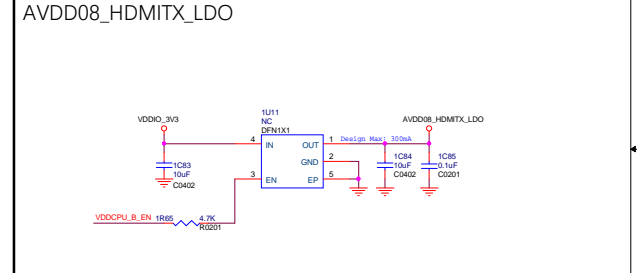 AVDD08_HDMITX_LDO
1U11
NC
DFN1X1
VDDIO_3V3
AVDD08_HDMITX_LDO
4
IN
OUT
1
Design Max: 300mA
GND
2
3
EN
EP
5
1C83
10uF
C0402
1C84
10uF
C0402
1C85
0.1uF
C0201
VDDCPU_B_EN
1R65
4.7K
R0201